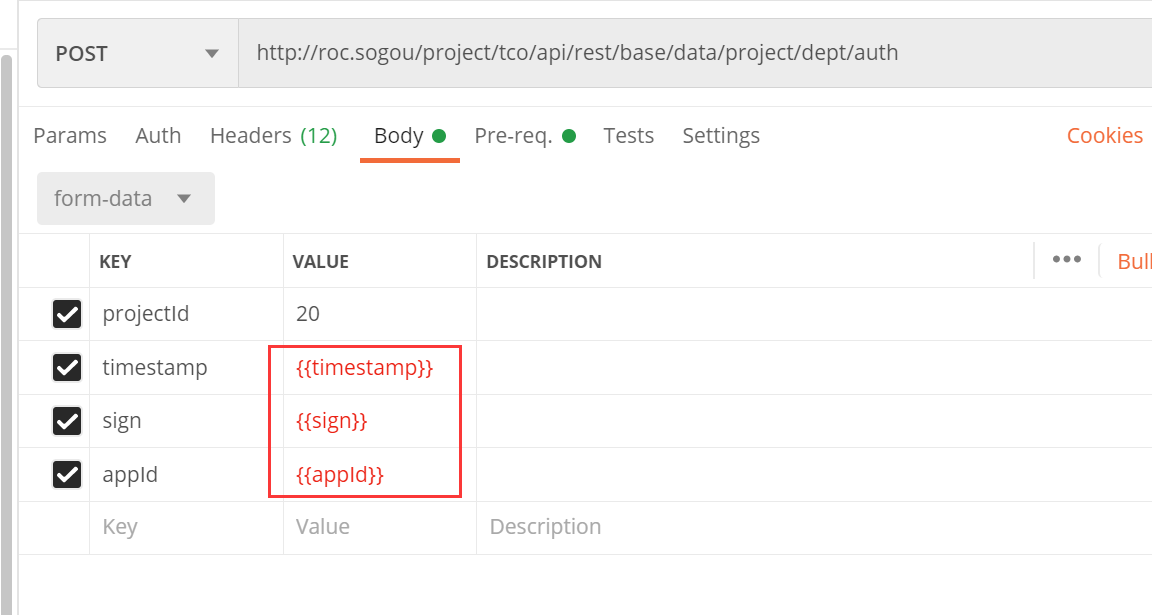 POST http://roc.sogou/project/tco/api/rest/base/data/project/dept/auth
Params Auth Headers (12) Body Pre-req. Tests Settings Cookies
form-data
KEY VALUE DESCRIPTION ••• Bull
projectId 20
timestamp {{timestamp}}
sign {{sign}}
appId {{appId}}
Key Value Description